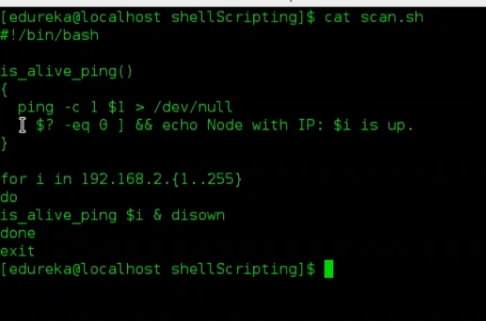 [edureka@localhost shellScripting]$ cat scan.sh
#!/bin/bash

is_alive_ping()
{
  ping -c 1 $1 > /dev/null
  $? -eq 0 ] && echo Node with IP: $i is up.
}

for i in 192.168.2.{1..255}
do
is_alive_ping $i & disown
done
exit
[edureka@localhost shellScripting]$